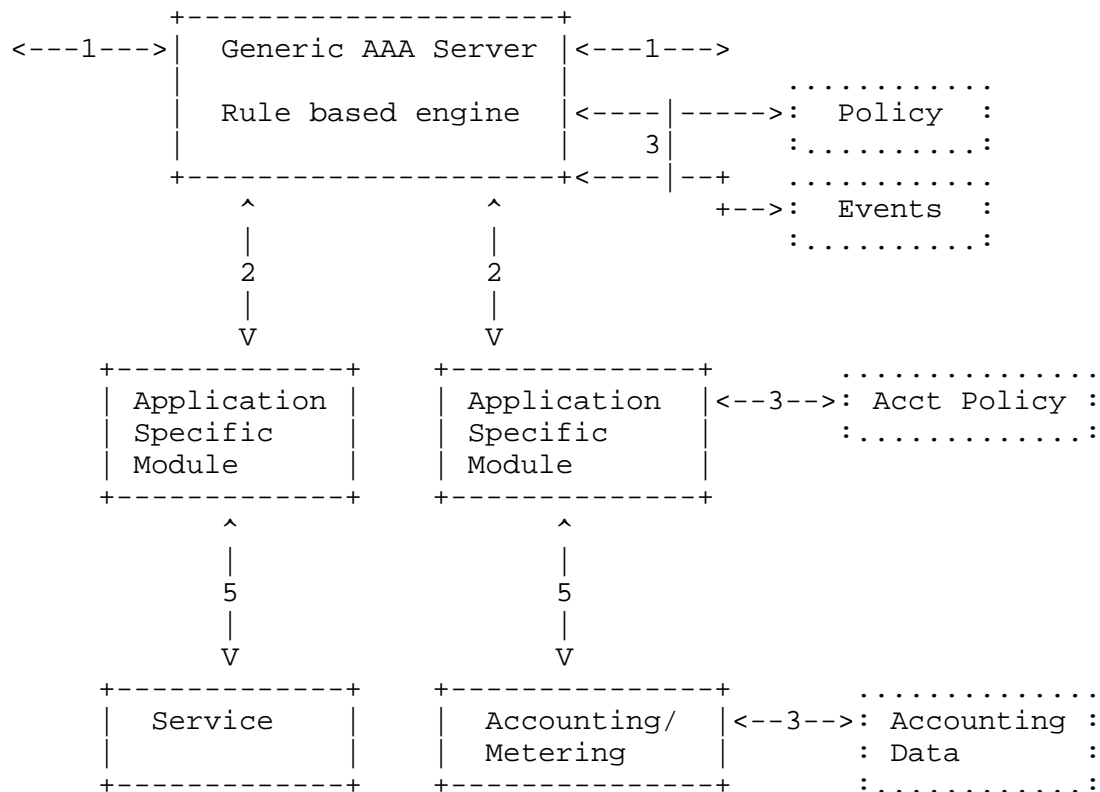 <---1---> Generic AAA Server <---1--->
Rule based engine <----|-----> Policy
3
<----|--+
+--> Events
2 2
V V
Application Application <--3--> Acct Policy
Specific Specific
Module Module
5 5
V V
Service Accounting/ <--3--> Accounting
Metering Data